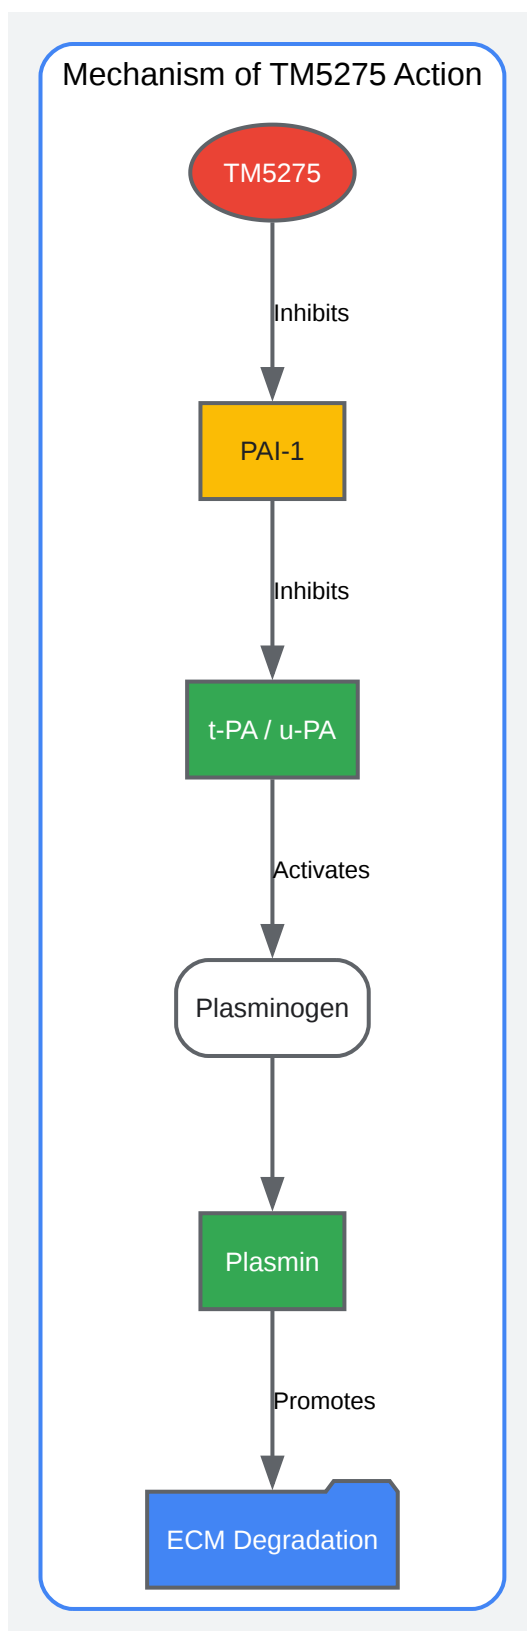 Mechanism of TM5275 Action
TM5275
Inhibits
PAI-1
Inhibits
t-PA / u-PA
Activates
Plasminogen
Plasmin
Promotes
ECM Degradation